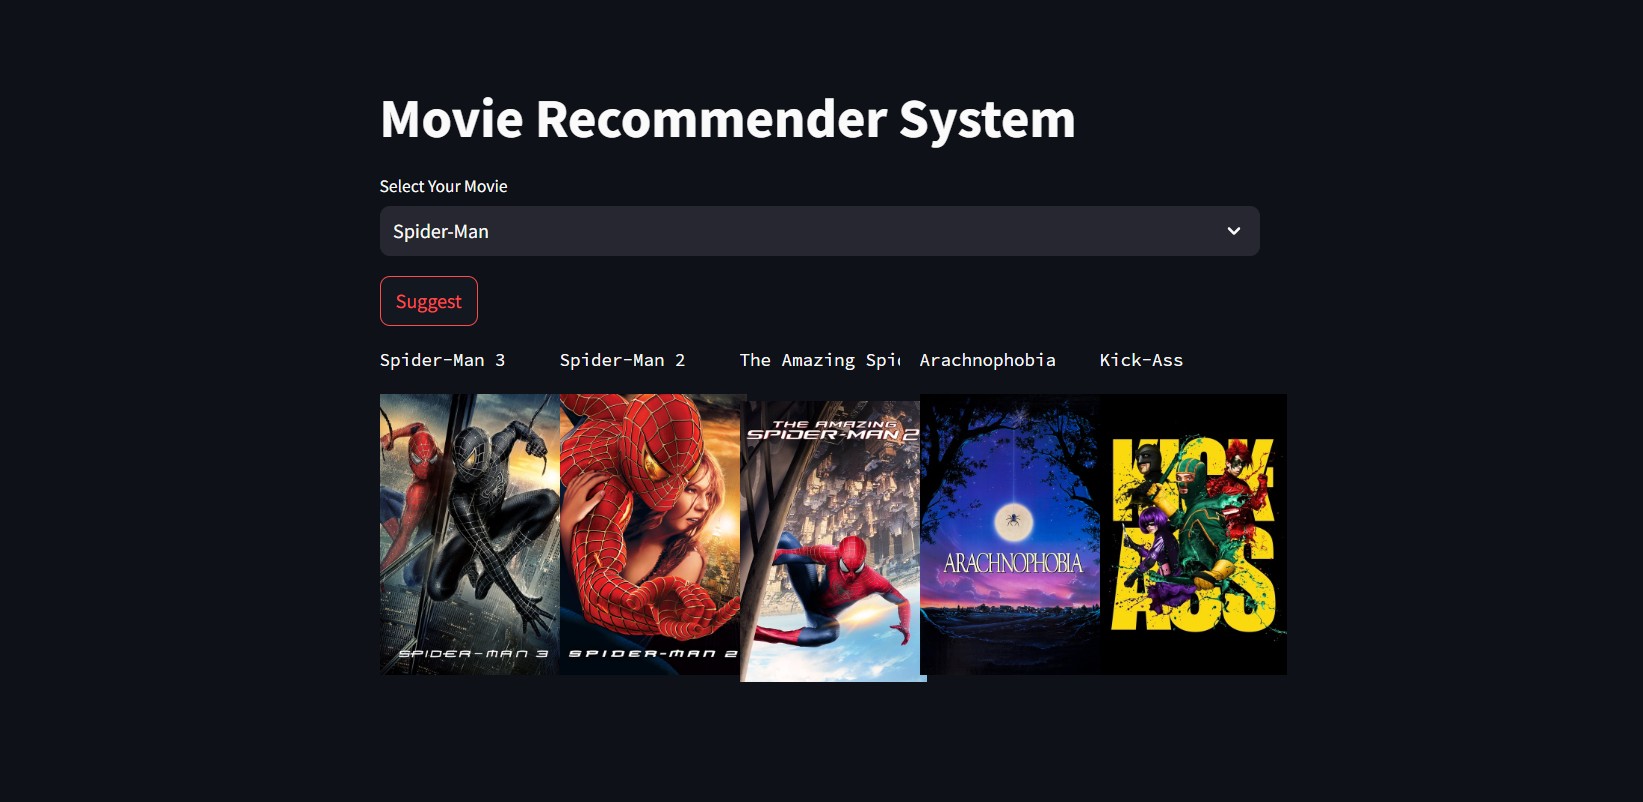 Movie Recommender System
Select Your Movie
Spider-Man
Suggest
Spider-Man 3
Spider-Man 2
The Amazing Spi
Arachnophobia
Kick-Ass
SPIDER-MAN 3
SPIDER-MAN 2
THE AMAZING
SPIDER-MAN 2
ARACHNOPHOBIA
KICK
ASS